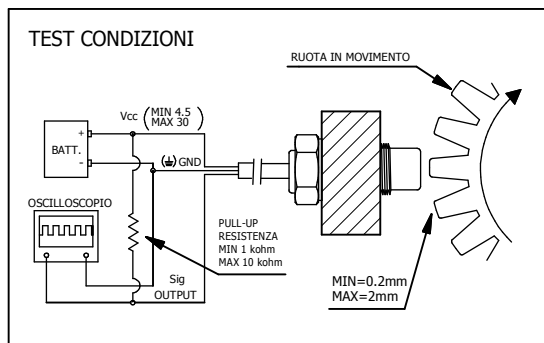 TEST CONDIZIONI
RUOTA IN MOVIMENTO
Vcc (MIN 4.5
MAX 30)
+
BATT.
-
(⏚) GND
OSCILLOSCOPIO
PULL-UP
RESISTENZA
MIN 1 kohm
MAX 10 kohm
Sig
OUTPUT
MIN=0.2mm
MAX=2mm